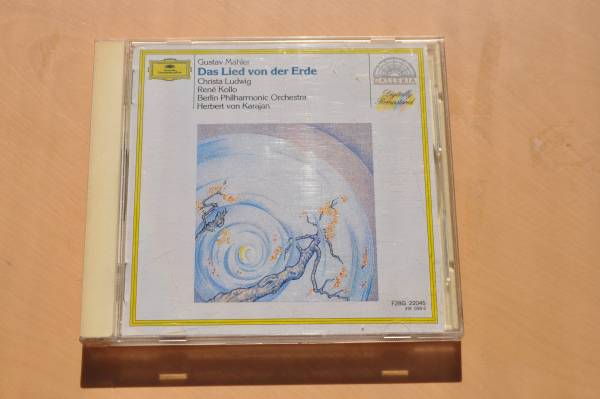 Gustav Mahler
Das Lied von der Erde
Christa Ludwig
René Kollo
Berlin Philharmonic Orchestra
Herbert von Karajan
GALLERIA
Digitally
Remastered
F28G 22045